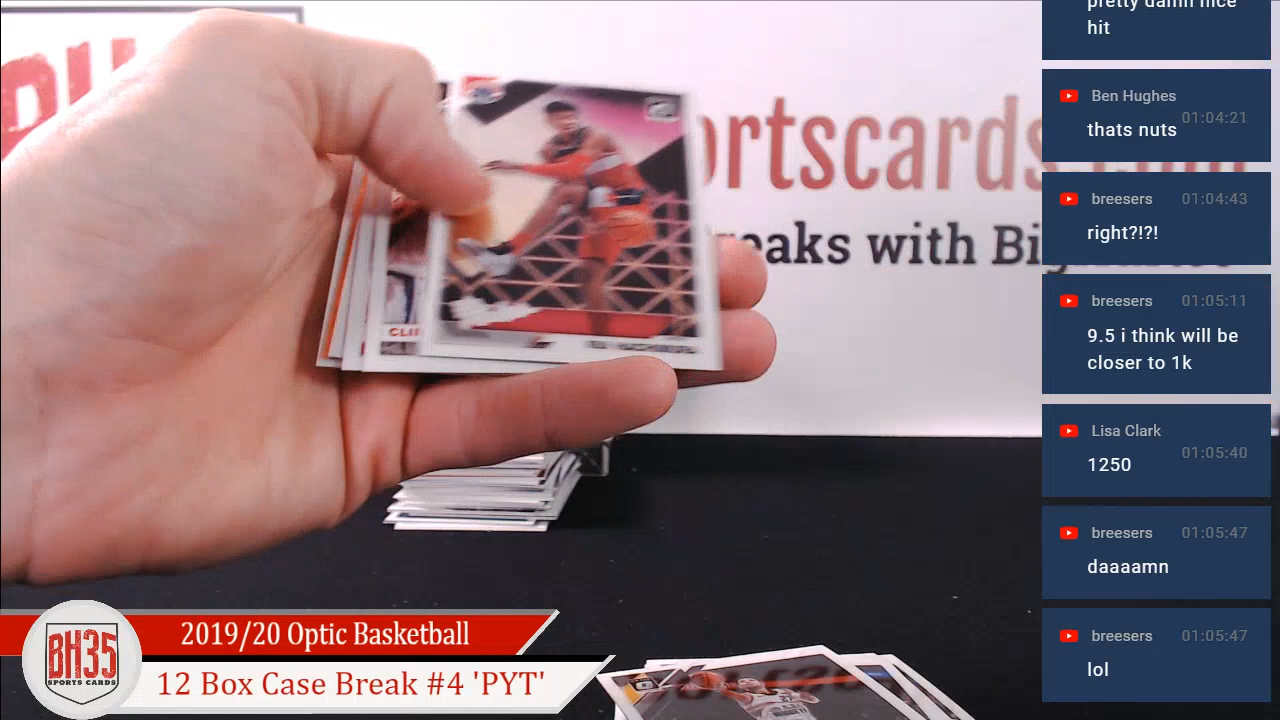 pretty damn nice
hit
Ben Hughes
01:04:21
thats nuts
breesers 01:04:43
right?!?!
breesers 01:05:11
9.5 i think will be
closer to 1k
Lisa Clark
01:05:40
1250
breesers 01:05:47
daaaamn
breesers 01:05:47
lol
ortscards.
eaks with Bi
CLIP
2019/20 Optic Basketball
12 Box Case Break #4 'PYT'
BH35
SPORTS CARDS